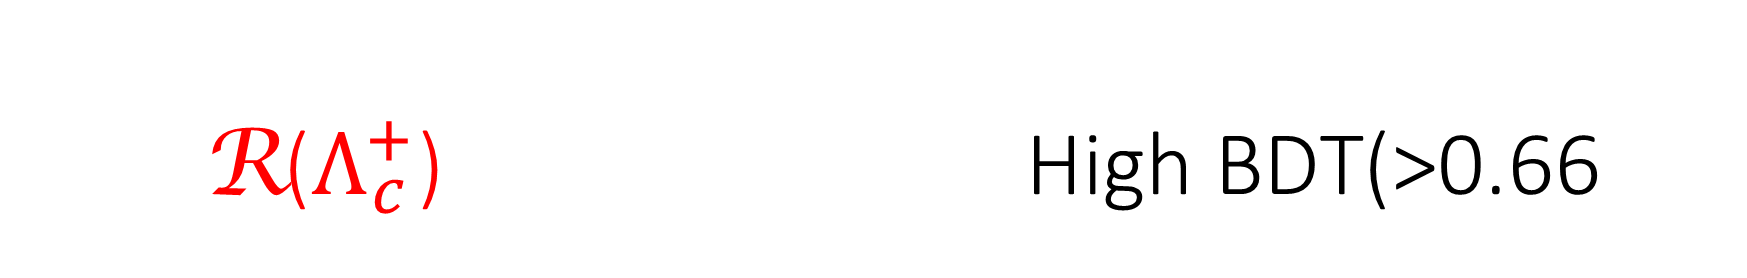 ℛ(Λ_c^+) High BDT(>0.66